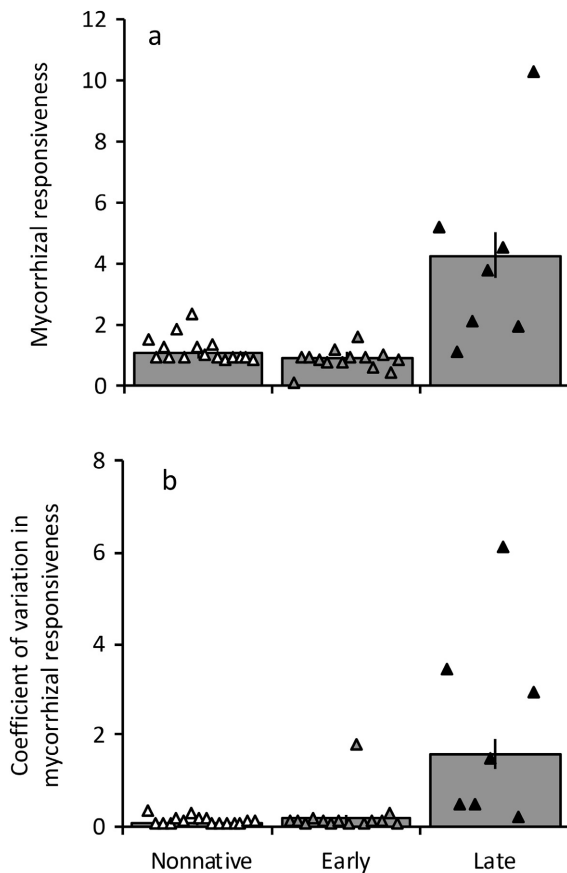 12
10
8
6
4
2
0
a
Mycorrhizal responsiveness
8
6
4
2
0
b
Coefficient of variation in
mycorrhizal responsiveness
Nonnative Early Late